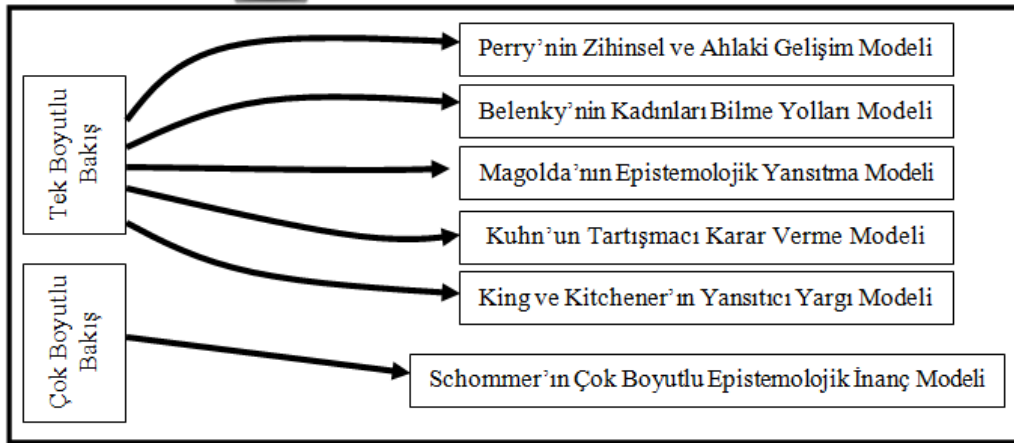 Tek Boyutlu
Bakış
Perry’nin Zihinsel ve Ahlaki Gelişim Modeli
Belenky’nin Kadınları Bilme Yolları Modeli
Magolda’nın Epistemolojik Yansıtma Modeli
Kuhn’un Tartışmacı Karar Verme Modeli
King ve Kitchener’ın Yansıtıcı Yargı Modeli
Çok Boyutlu
Bakış
Schommer’ın Çok Boyutlu Epistemolojik İnanç Modeli